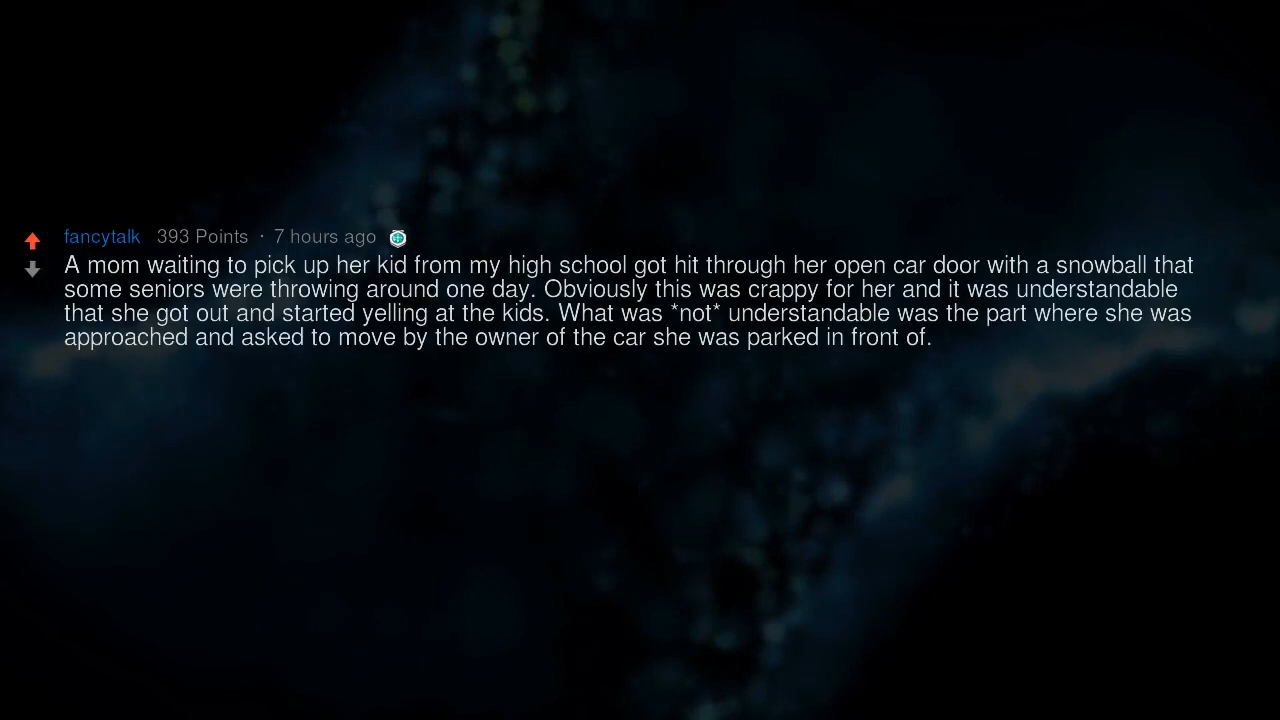 fancytalk 393 Points · 7 hours ago
A mom waiting to pick up her kid from my high school got hit through her open car door with a snowball that
some seniors were throwing around one day. Obviously this was crappy for her and it was understandable
that she got out and started yelling at the kids. What was *not* understandable was the part where she was
approached and asked to move by the owner of the car she was parked in front of.